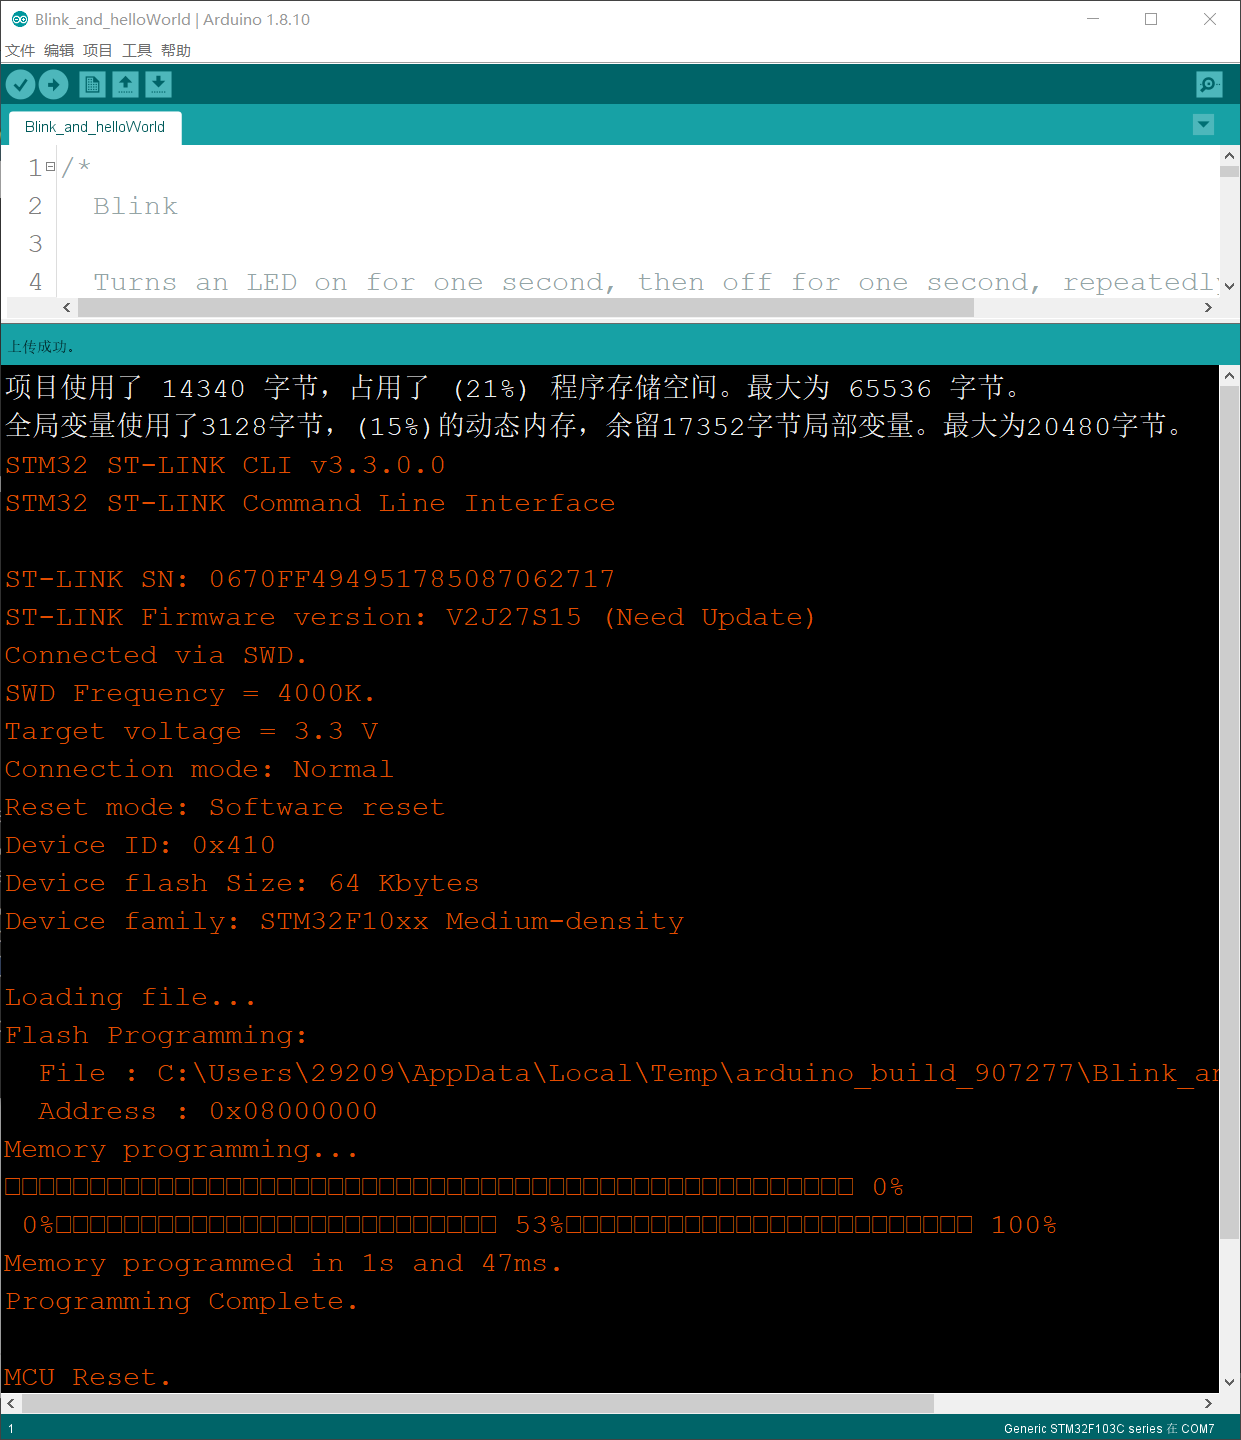 Blink_and_helloWorld | Arduino 1.8.10
文件 编辑 项目 工具 帮助
Blink_and_helloWorld
1 /*
2 Blink
3
4 Turns an LED on for one second, then off for one second, repeatedly
上传成功。
项目使用了 14340 字节，占用了 (21%) 程序存储空间。最大为 65536 字节。
全局变量使用了3128字节，(15%)的动态内存，余留17352字节局部变量。最大为20480字节。
STM32 ST-LINK CLI v3.3.0.0
STM32 ST-LINK Command Line Interface
ST-LINK SN: 0670FF494951785087062717
ST-LINK Firmware version: V2J27S15 (Need Update)
Connected via SWD.
SWD Frequency = 4000K.
Target voltage = 3.3 V
Connection mode: Normal
Reset mode: Software reset
Device ID: 0x410
Device flash Size: 64 Kbytes
Device family: STM32F10xx Medium-density
Loading file...
Flash Programming:
File : C:\Users\29209\AppData\Local\Temp\arduino_build_907277\Blink_an
Address : 0x08000000
Memory programming...
□□□□□□□□□□□□□□□□□□□□□□□□□□□□□□□□□□□□□□□□□□□□□□□□□□ 0%
0%□□□□□□□□□□□□□□□□□□□□□□□□□□ 53%□□□□□□□□□□□□□□□□□□□□□□□□ 100%
Memory programmed in 1s and 47ms.
Programming Complete.
MCU Reset.
1
Generic STM32F103C series 在 COM7